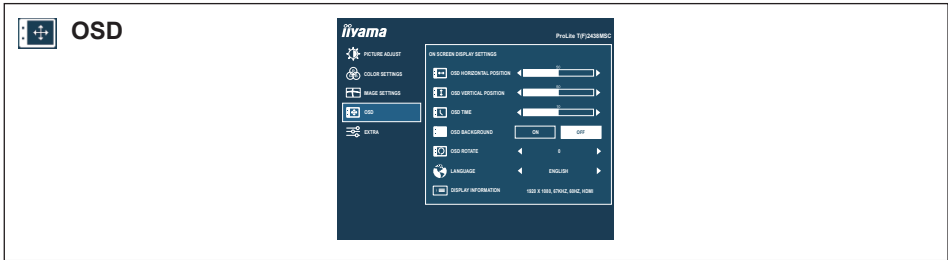 OSD
iiyama
ProLite T(F)2438MSC
PICTURE ADJUST
COLOR SETTINGS
IMAGE SETTINGS
OSD
EXTRA
ON SCREEN DISPLAY SETTINGS
OSD HORIZONTAL POSITION
OSD VERTICAL POSITION
OSD TIME
OSD BACKGROUND ON OFF
OSD ROTATE 0
LANGUAGE ENGLISH
DISPLAY INFORMATION 1920 X 1080, 67KHZ, 60HZ, HDMI